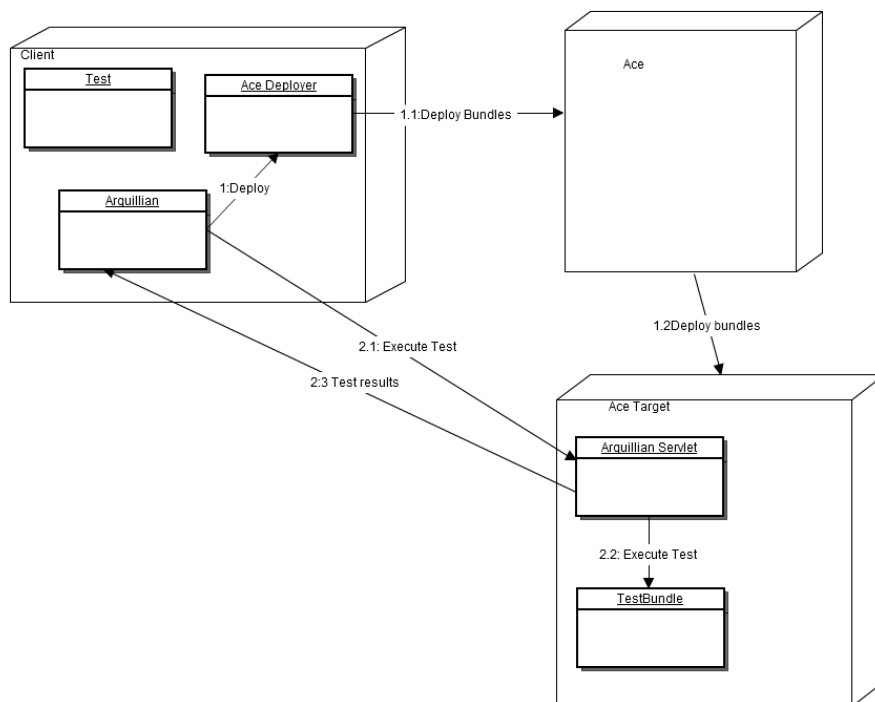 Client
Test
Ace Deployer
Ace
1.1:Deploy Bundles
1:Deploy
Arquillian
1.2Deploy bundles
2.1: Execute Test
2:3 Test results
Ace Target
Arquillian Servlet
2.2: Execute Test
TestBundle